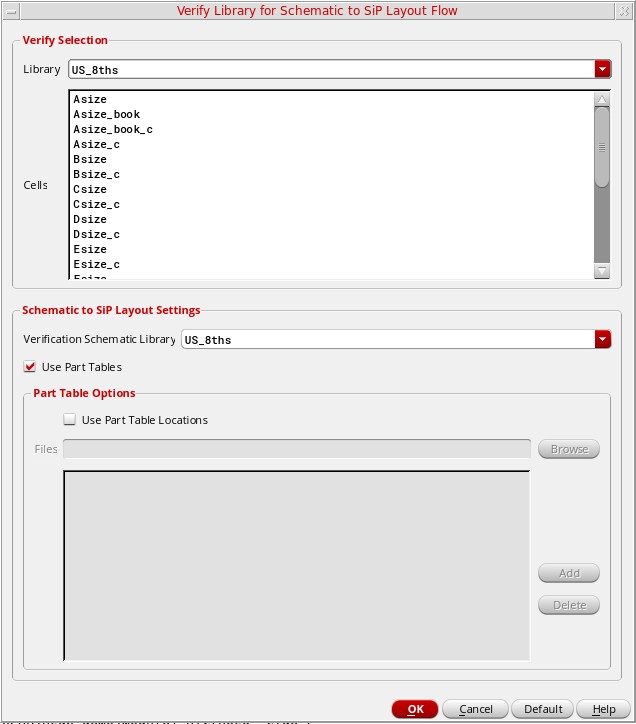 Verify Library for Schematic to SiP Layout Flow
Verify Selection
Library US_8ths
Cells
Asize
Asize_book
Asize_book_c
Asize_c
Bsize
Bsize_c
Csize
Csize_c
Dsize
Dsize_c
Esize
Esize_c
Schematic to SiP Layout Settings
Verification Schematic Library US_8ths
Use Part Tables
Part Table Options
Use Part Table Locations
Files Browse
Add
Delete
OK Cancel Default Help